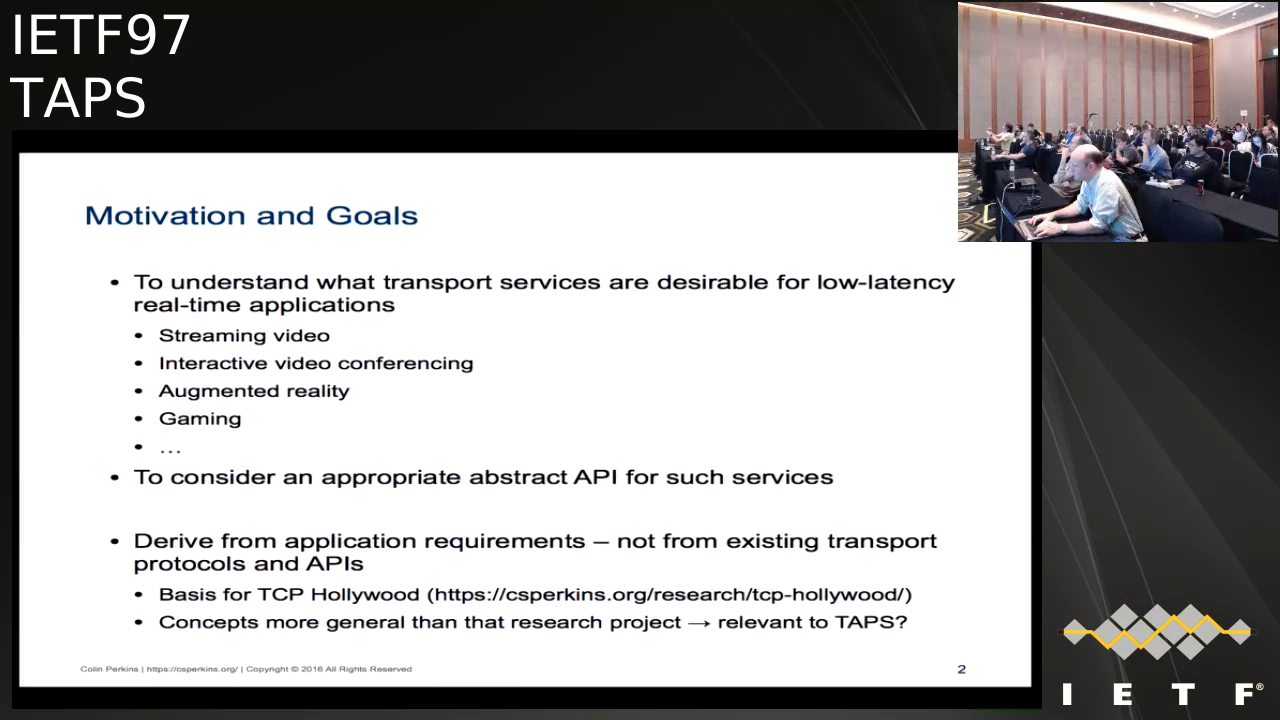 IETF97
TAPS
Motivation and Goals
• To understand what transport services are desirable for low-latency
real-time applications
• Streaming video
• Interactive video conferencing
• Augmented reality
• Gaming
• …
• To consider an appropriate abstract API for such services
• Derive from application requirements – not from existing transport
protocols and APIs
• Basis for TCP Hollywood (https://csperkins.org/research/tcp-hollywood/)
• Concepts more general than that research project → relevant to TAPS?
Colin Perkins | https://csperkins.org/ | Copyright © 2016 All Rights Reserved
2
I E T F®